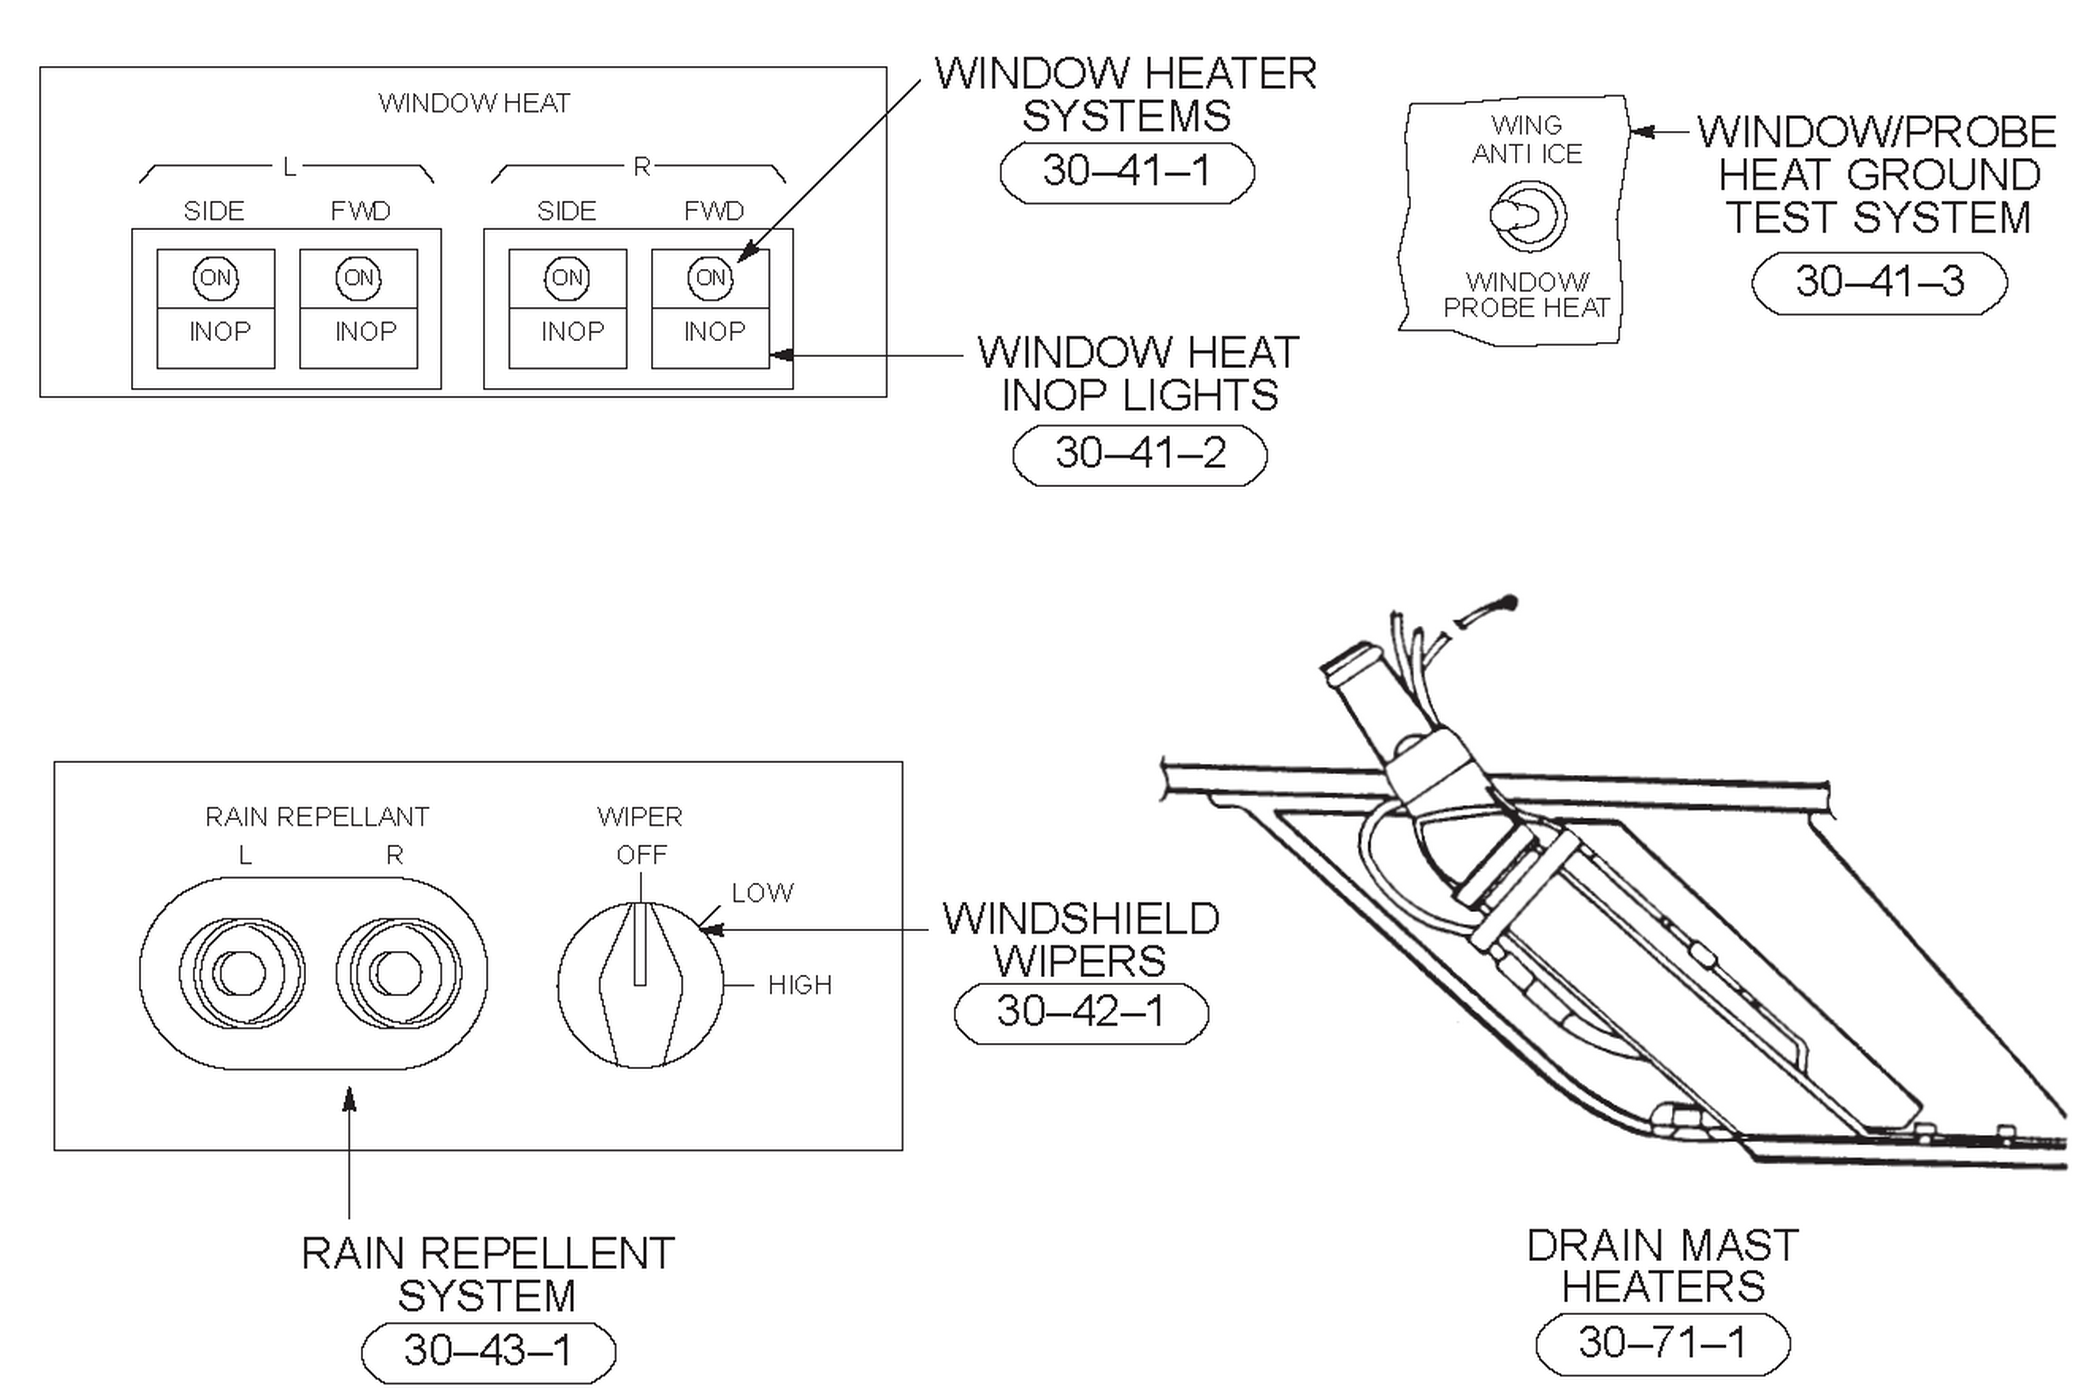 WINDOW HEAT
L
R
SIDE FWD
SIDE FWD
ON ON
INOP INOP
ON ON
INOP INOP
WINDOW HEATER
SYSTEMS
30–41–1
WINDOW HEAT
INOP LIGHTS
30–41–2
WING
ANTI ICE
WINDOW/
PROBE HEAT
WINDOW/PROBE
HEAT GROUND
TEST SYSTEM
30–41–3
RAIN REPELLANT
L R
WIPER
OFF
LOW
HIGH
WINDSHIELD
WIPERS
30–42–1
RAIN REPELLENT
SYSTEM
30–43–1
DRAIN MAST
HEATERS
30–71–1